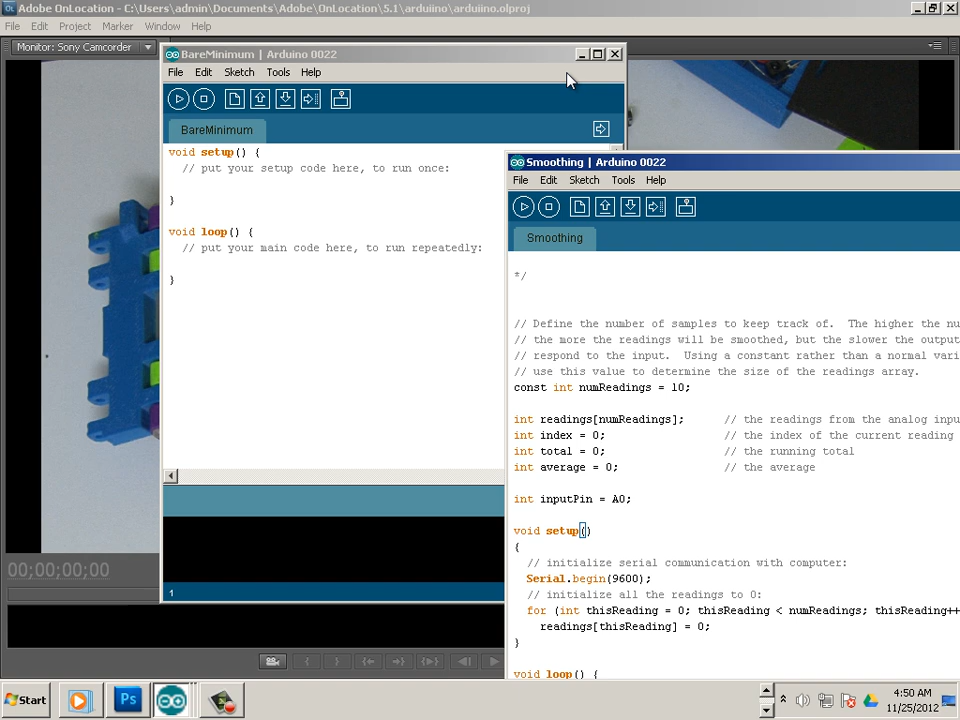 Adobe OnLocation - C:\Users\admin\Documents\Adobe\OnLocation\5.1\arduiino\arduiino.olproj
File Edit Project Marker Window Help
Monitor: Sony Camcorder
BareMinimum | Arduino 0022
File Edit Sketch Tools Help
BareMinimum
void setup() {
// put your setup code here, to run once:
}
void loop() {
// put your main code here, to run repeatedly:
}
1
Smoothing | Arduino 0022
File Edit Sketch Tools Help
Smoothing
*/
// Define the number of samples to keep track of.  The higher the nu
// the more the readings will be smoothed, but the slower the output
// respond to the input.  Using a constant rather than a normal vari
// use this value to determine the size of the readings array.
const int numReadings = 10;
int readings[numReadings];      // the readings from the analog inpu
int index = 0;                  // the index of the current reading
int total = 0;                  // the running total
int average = 0;                // the average
int inputPin = A0;
void setup()
{
// initialize serial communication with computer:
Serial.begin(9600);
// initialize all the readings to 0:
for (int thisReading = 0; thisReading < numReadings; thisReading++
readings[thisReading] = 0;
}
void loop() {
00;00;00;00
Start
Ps
4:50 AM
11/25/2012